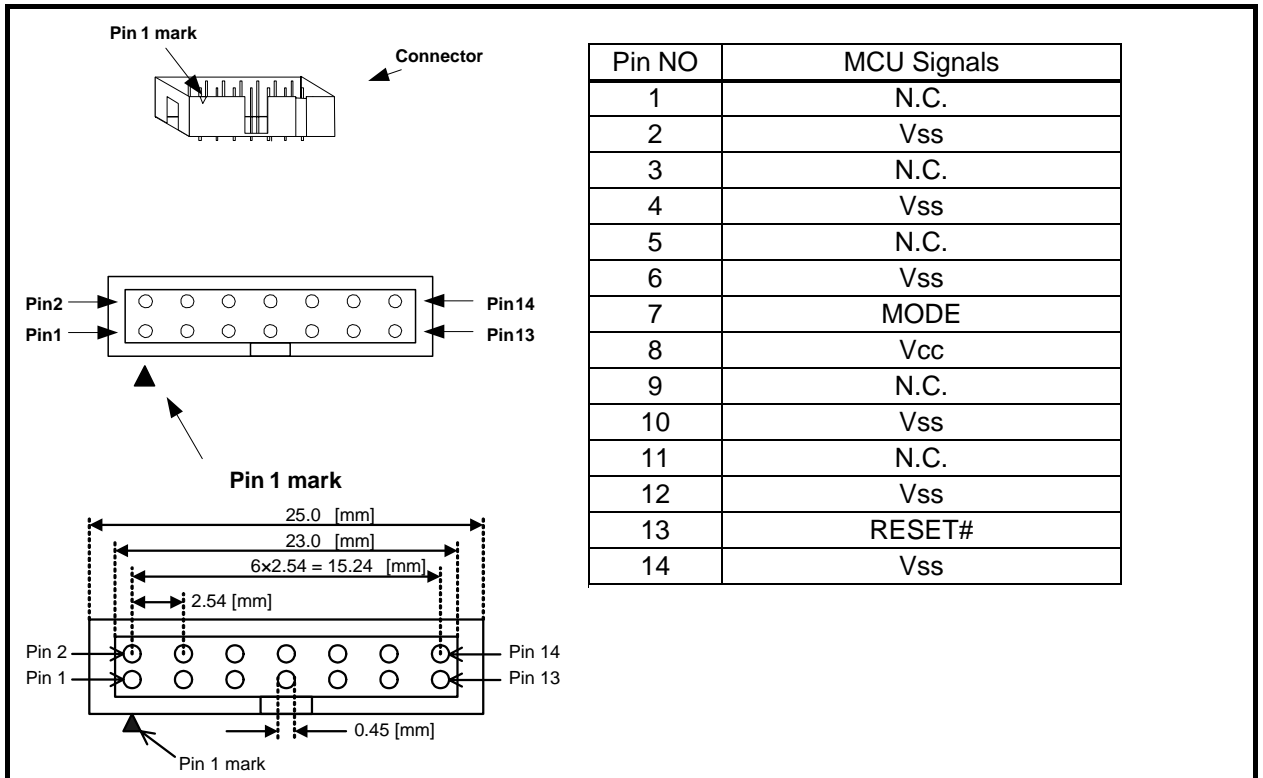 Pin 1 mark
Connector
Pin2
Pin14
Pin1
Pin13
Pin 1 mark
25.0 [mm]
23.0 [mm]
6×2.54 = 15.24 [mm]
2.54 [mm]
Pin 2
Pin 14
Pin 1
Pin 13
0.45 [mm]
Pin 1 mark
Pin NO MCU Signals
1 N.C.
2 Vss
3 N.C.
4 Vss
5 N.C.
6 Vss
7 MODE
8 Vcc
9 N.C.
10 Vss
11 N.C.
12 Vss
13 RESET#
14 Vss